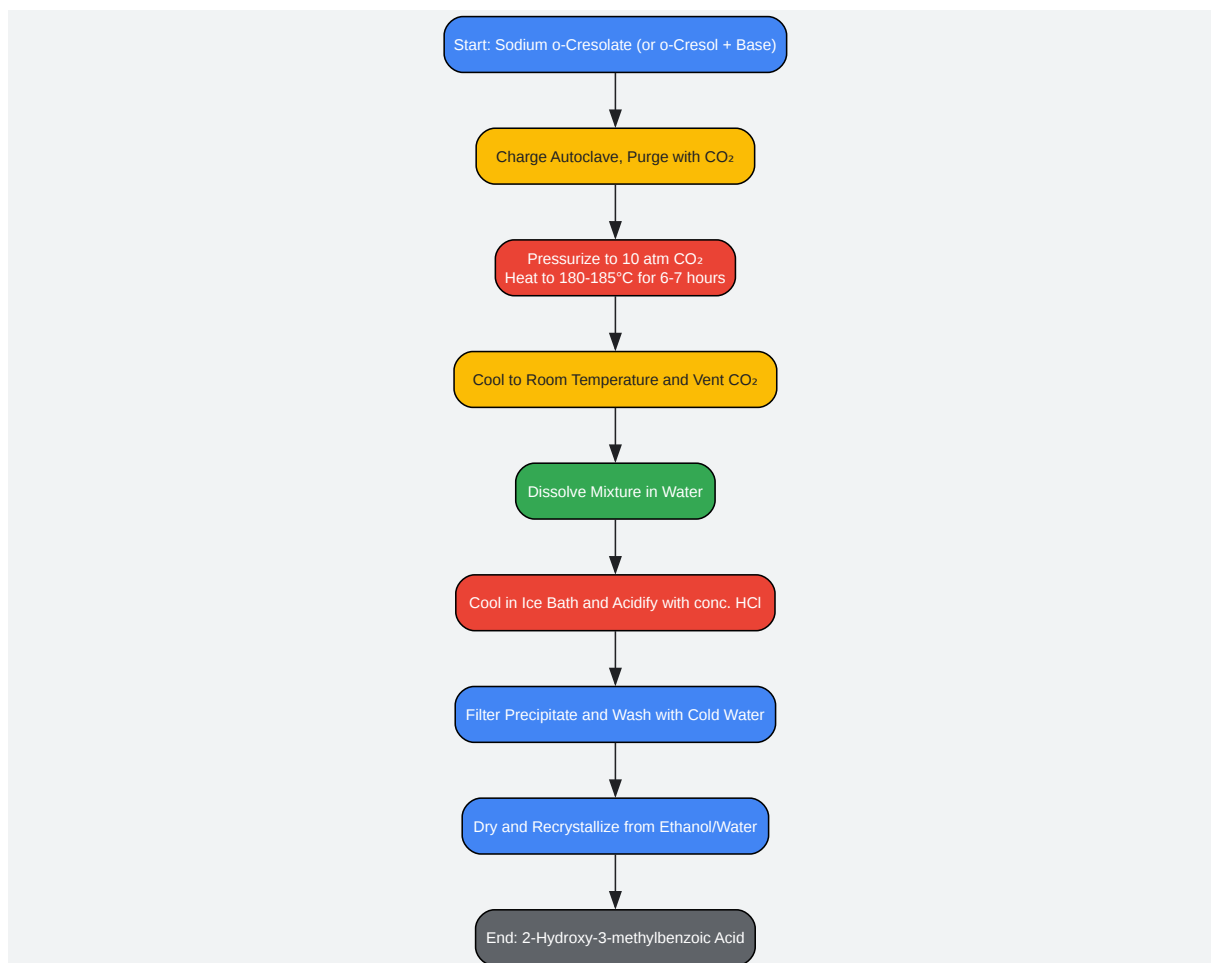 Start: Sodium o-Cresolate (or o-Cresol + Base)
Charge Autoclave, Purge with CO₂
Pressurize to 10 atm CO₂
Heat to 180-185°C for 6-7 hours
Cool to Room Temperature and Vent CO₂
Dissolve Mixture in Water
Cool in Ice Bath and Acidify with conc. HCl
Filter Precipitate and Wash with Cold Water
Dry and Recrystallize from Ethanol/Water
End: 2-Hydroxy-3-methylbenzoic Acid